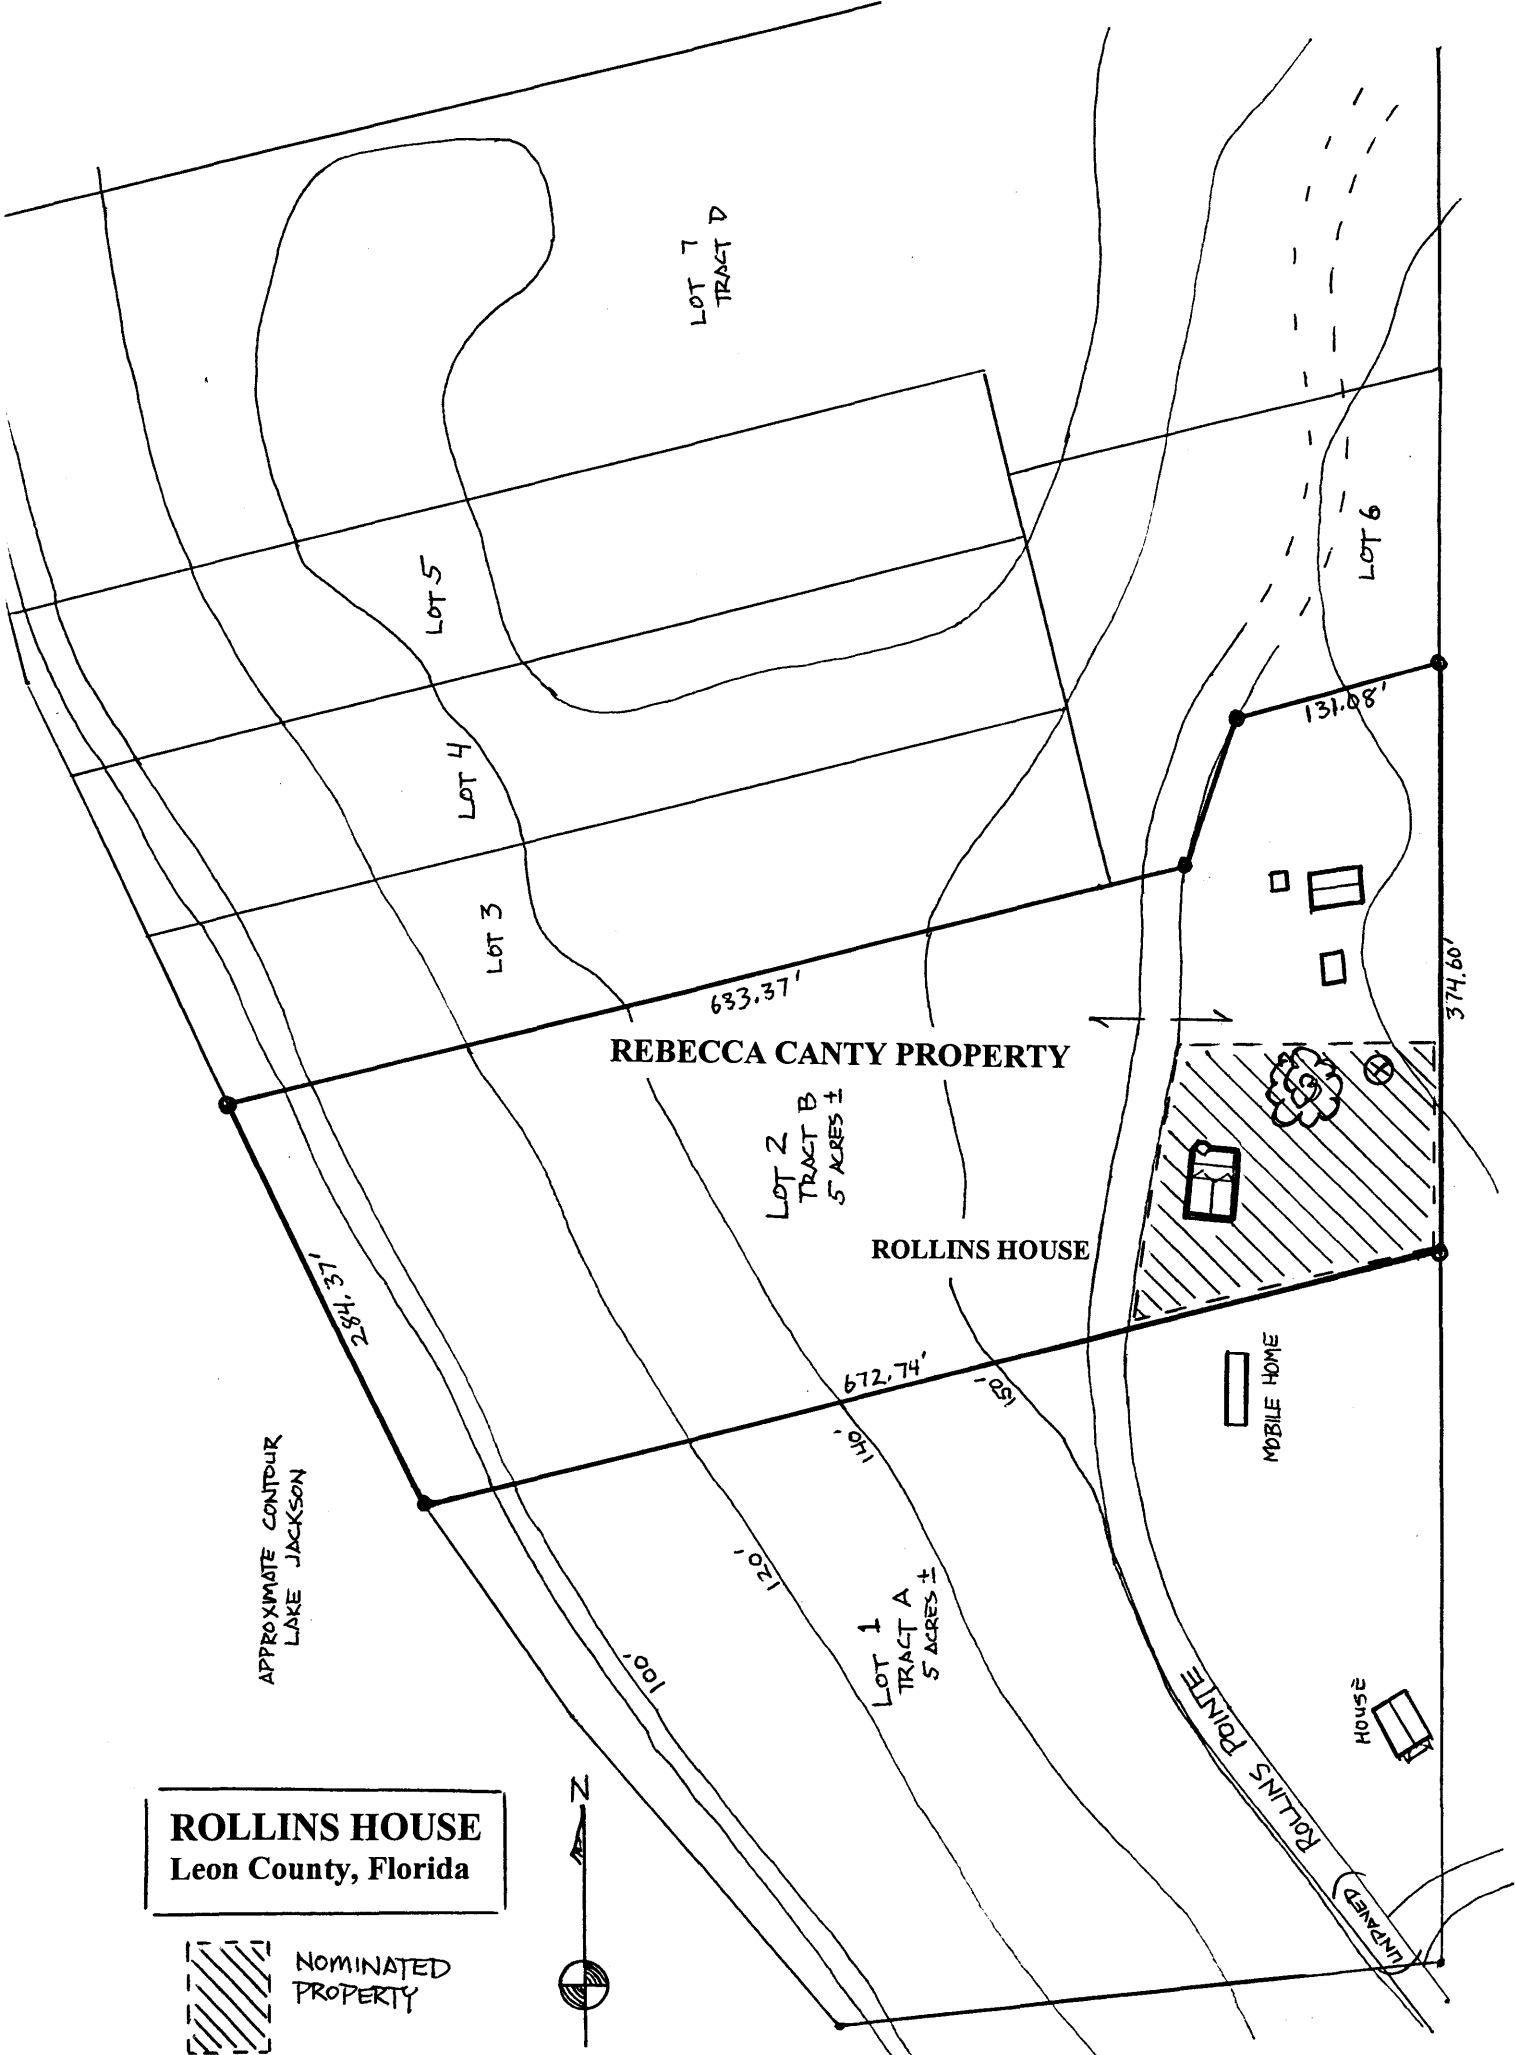 LOT 7
TRACT D
LOT 5
LOT 6
131.08'
LOT 4
LOT 3
633.37'
374.60'
REBECCA CANTY PROPERTY
LOT 2
TRACT B
5 ACRES ±
ROLLINS HOUSE
284.37'
672.74'
150'
MOBILE HOME
140'
APPROXIMATE CONTOUR
LAKE JACKSON
120'
LOT 1
TRACT A
5 ACRES ±
100'
HOUSE
ROLLINS POINTE
(UNPAVED)
ROLLINS HOUSE
Leon County, Florida
N
NOMINATED
PROPERTY